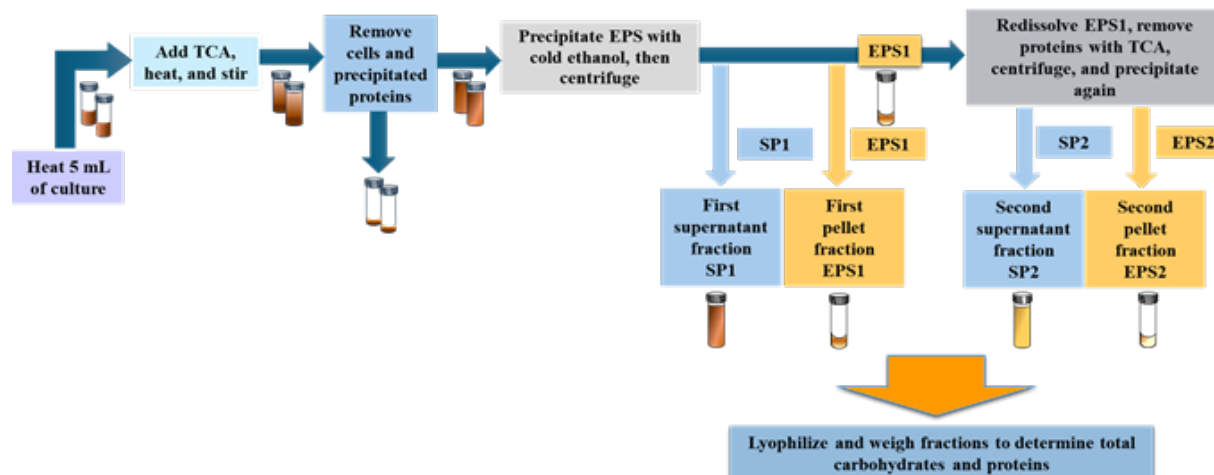 Heat 5 mL
of culture
Add TCA,
heat, and stir
Remove
cells and
precipitated
proteins
Precipitate EPS with
cold ethanol, then
centrifuge
EPS1
Redissolve EPS1, remove
proteins with TCA,
centrifuge, and precipitate
again
SP1
EPS1
SP2
EPS2
First
supernatant
fraction
SP1
First
pellet
fraction
EPS1
Second
supernatant
fraction
SP2
Second
pellet
fraction
EPS2
Lyophilize and weigh fractions to determine total
carbohydrates and proteins